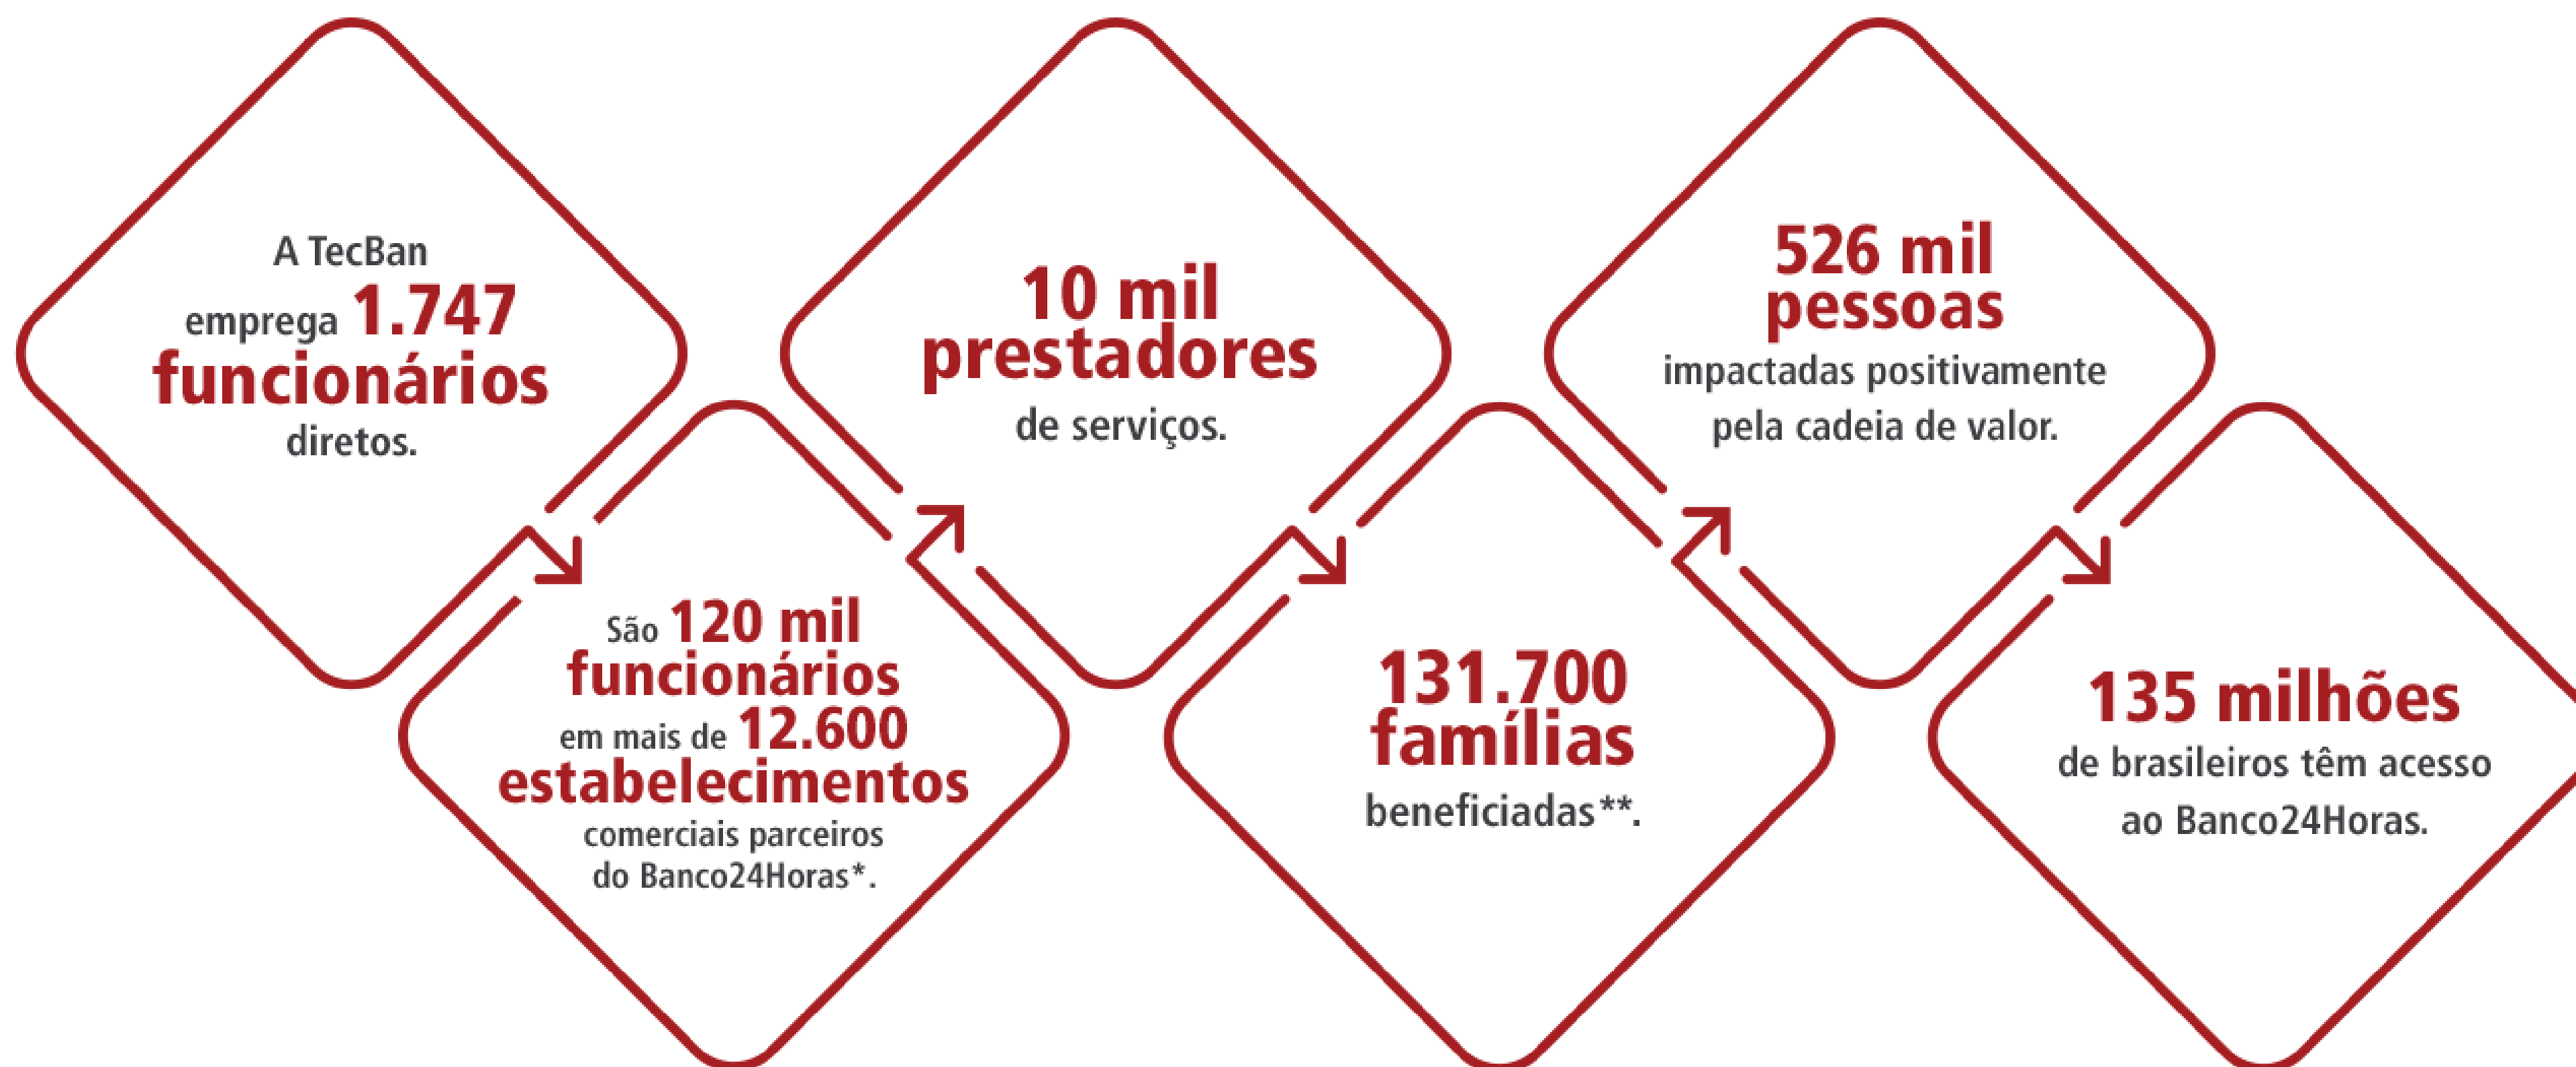 A TecBan
emprega 1.747
funcionários
diretos.
São 120 mil
funcionários
em mais de 12.600
estabelecimentos
comerciais parceiros
do Banco24Horas*.
10 mil
prestadores
de serviços.
131.700
famílias
beneficiadas**.
526 mil
pessoas
impactadas positivamente
pela cadeia de valor.
135 milhões
de brasileiros têm acesso
ao Banco24Horas.